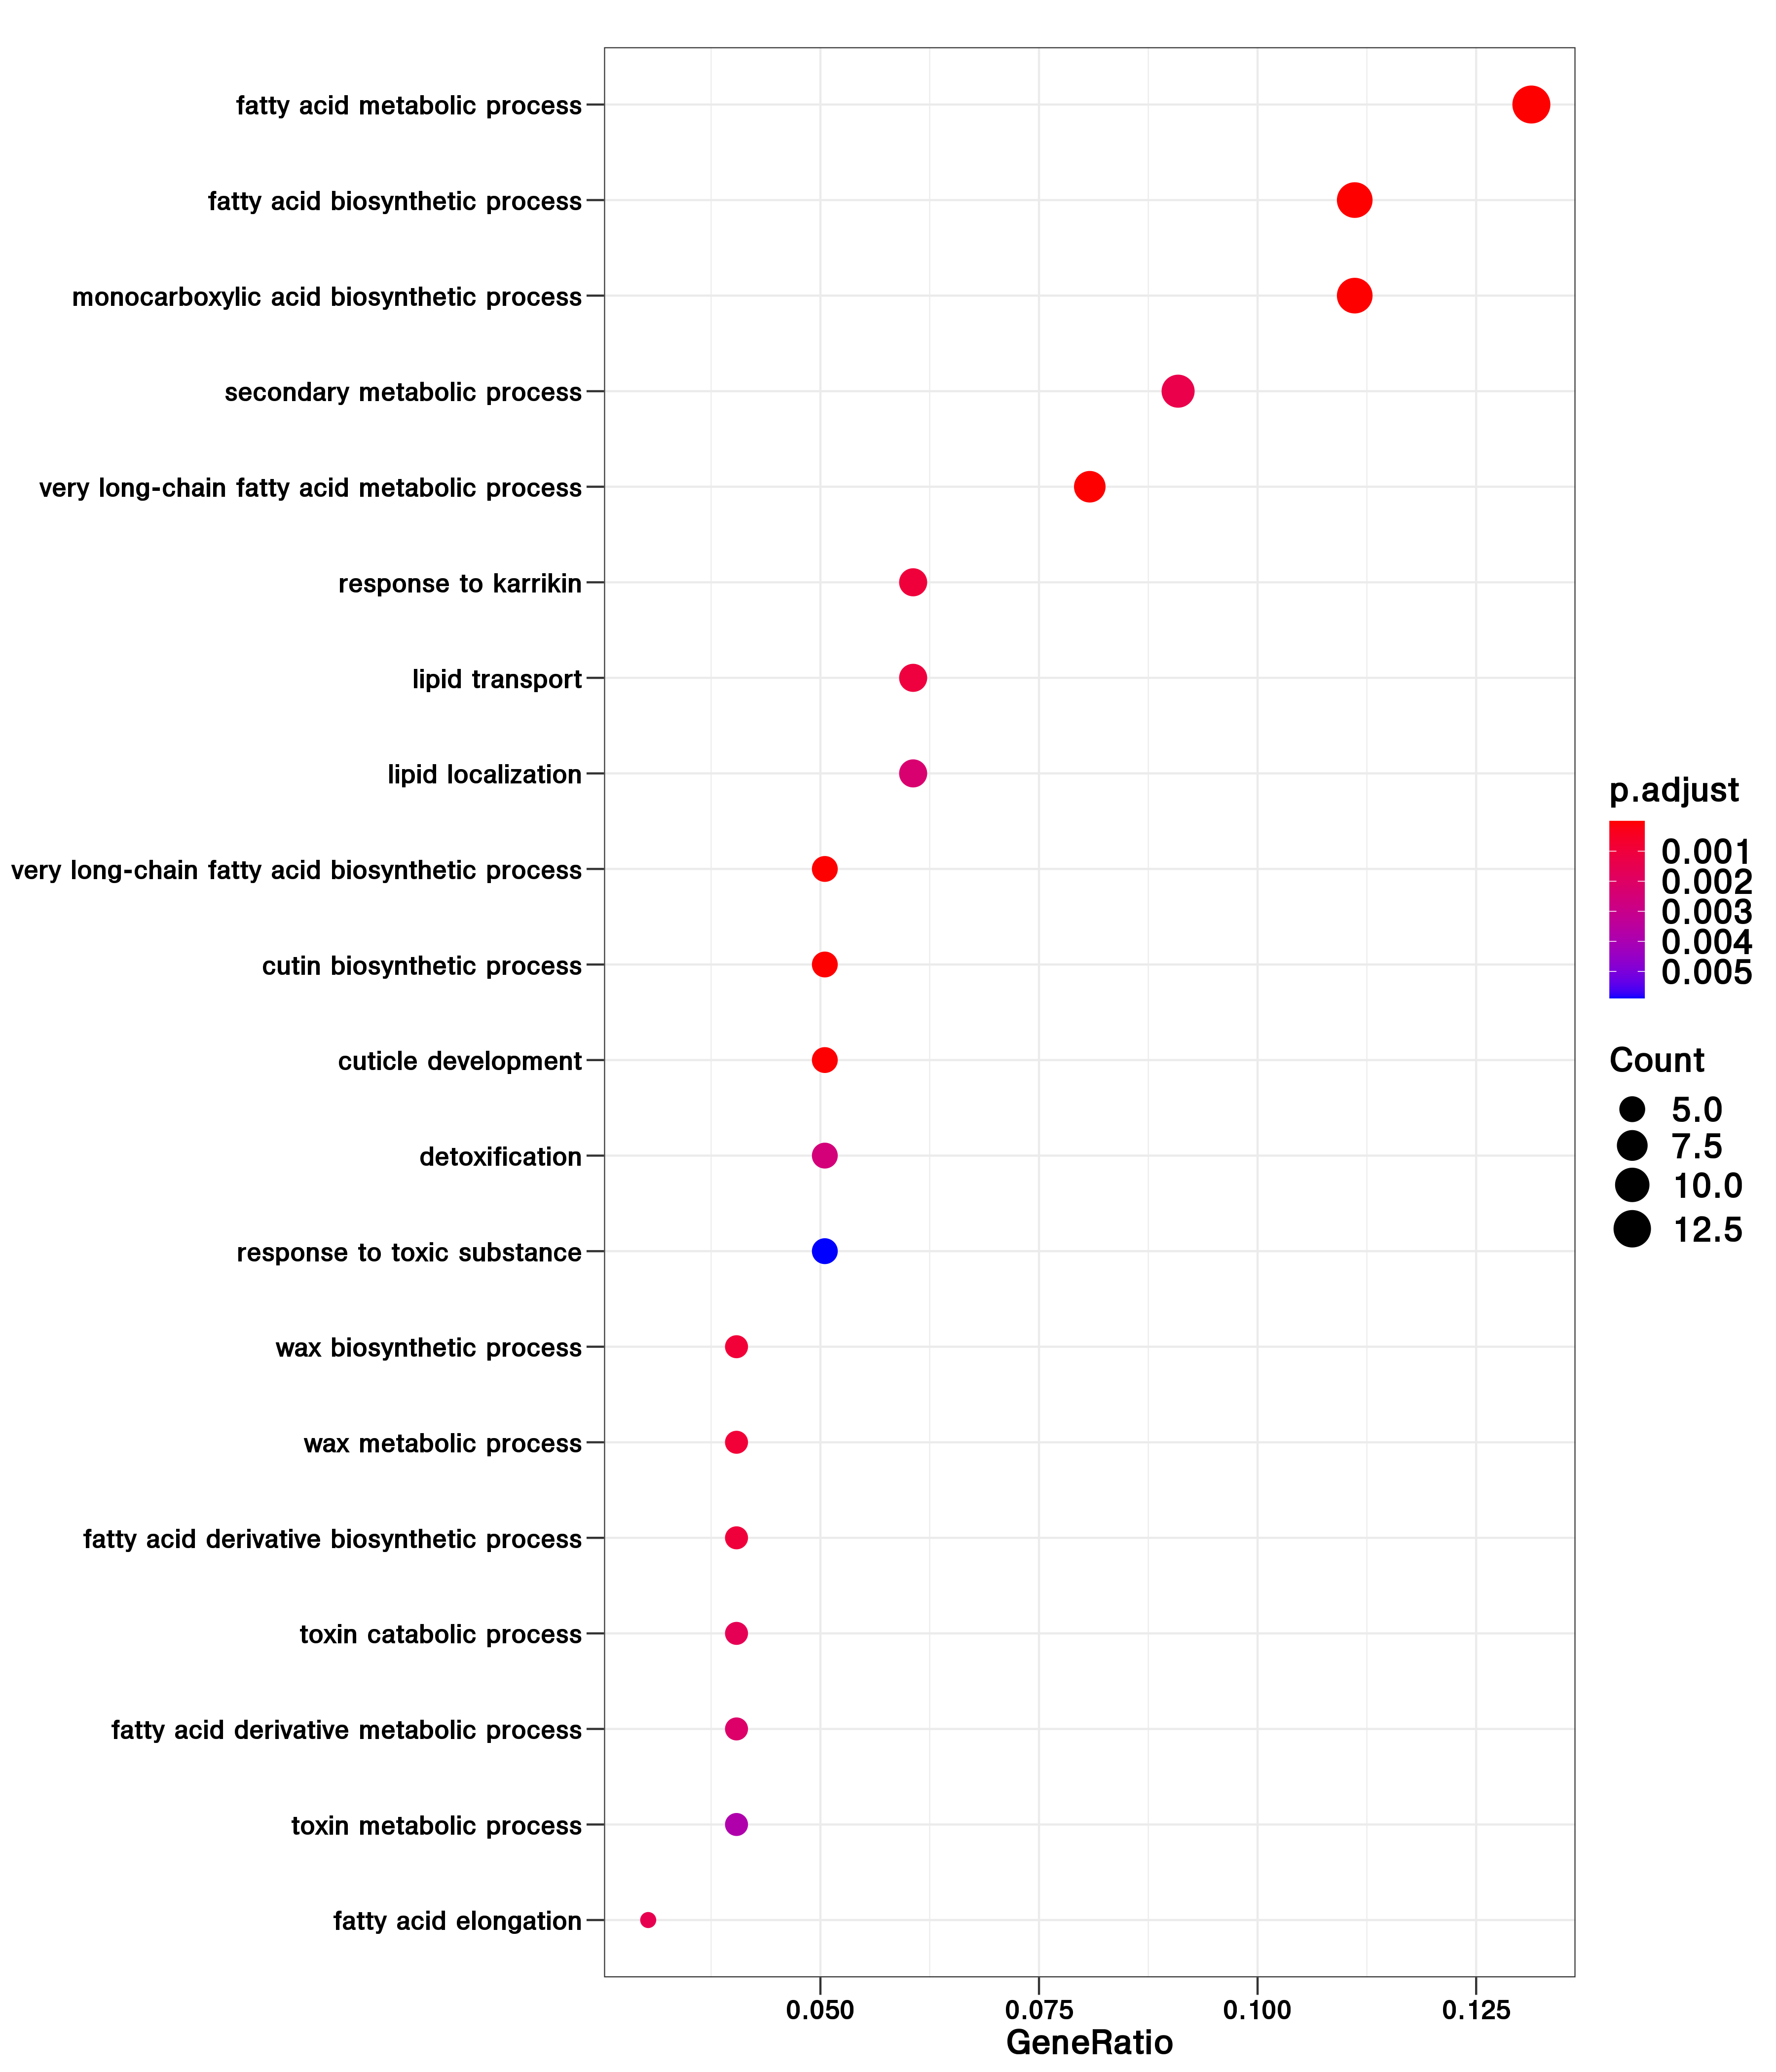 fatty acid metabolic process
fatty acid biosynthetic process
monocarboxylic acid biosynthetic process
secondary metabolic process
very long-chain fatty acid metabolic process
response to karrikin
lipid transport
lipid localization
very long-chain fatty acid biosynthetic process
cutin biosynthetic process
cuticle development
detoxification
response to toxic substance
wax biosynthetic process
wax metabolic process
fatty acid derivative biosynthetic process
toxin catabolic process
fatty acid derivative metabolic process
toxin metabolic process
fatty acid elongation
0.050 0.075 0.100 0.125
GeneRatio
p.adjust
0.001
0.002
0.003
0.004
0.005
Count
5.0
7.5
10.0
12.5